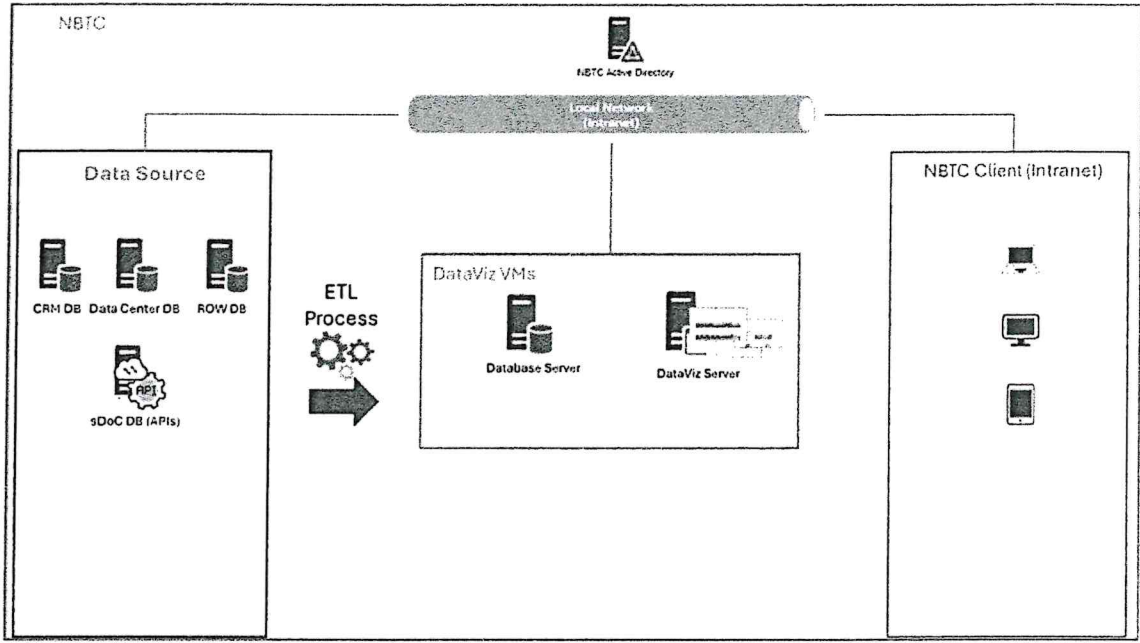 NBTC
NBTC Active Directory
Local Network
(Intranet)
Data Source
CRM DB
Data Center DB
ROW DB
sDoC DB (APIs)
API
ETL
Process
DataViz VMs
Database Server
DataViz Server
NBTC Client (Intranet)